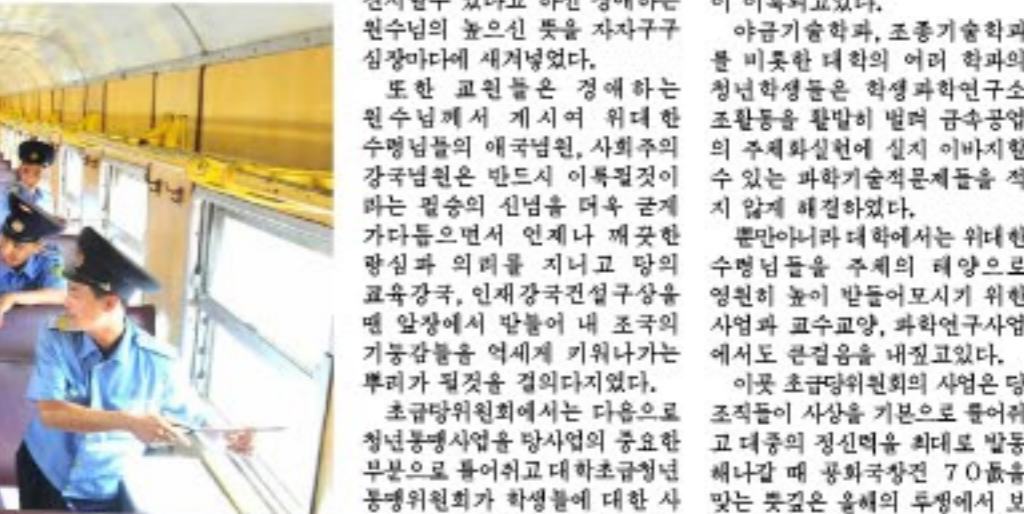 원수님의 높으신 뜻을 자자구구
심장마다에 새겨넣었다.
또한 교원들은 경애하는
원수님께서 계시여 위대한
수령님들의 애국념원, 사회주의
강국념원은 반드시 이룩될것이
라는 필승의 신념을 더욱 굳게
가다듬으면서 언제나 깨끗한
량심과 의리를 지니고 당의
교육강국, 인재강국건설구상을
맨 앞장에서 받들어 내 조국의
기둥감들을 억세게 키워나가는
뿌리가 될것을 결의다지였다.
초급당위원회에서는 다음으로
청년동맹사업을 당사업의 중요한
부분으로 틀어쥐고 대학초급청년
동맹위원회가 학생들에 대한 사
이 이룩되고있다.
야금기술학과, 조종기술학과
를 비롯한 대학의 여러 학과의
청년학생들은 학생과학연구소
조활동을 활발히 벌려 금속공업
의 주체화실현에 실지 이바지할
수 있는 과학기술적문제들을 적
지 않게 해결하였다.
뿐만아니라 대학에서는 위대한
수령님들을 주체의 태양으로
영원히 높이 받들어모시기 위한
사업과 교수교양, 과학연구사업
에서도 큰걸음을 내짚고있다.
이곳 초급당위원회의 사업은 당
조직들이 사상을 기본으로 틀어쥐
고 대중의 정신력을 최대로 발동
해나갈 때 공화국창건 70돐을
맞는 뜻깊은 올해의 투쟁에서 보